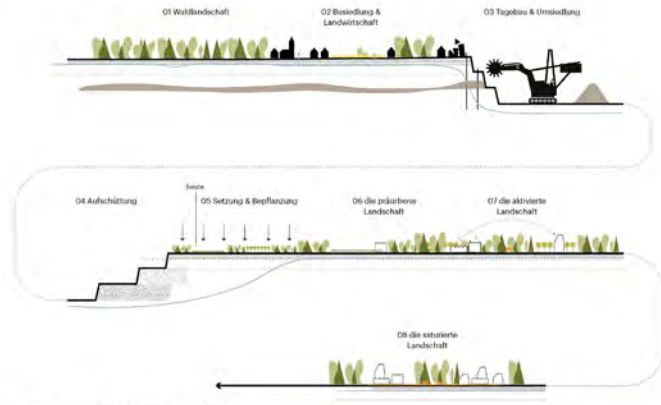 01 Waldlandschaft
02 Besiedlung &
Landwirtschaft
03 Tagebau & Umsiedlung
04 Aufschüttung
heute
05 Setzung & Bepflanzung
06 die präurbane
Landschaft
07 die aktivierte
Landschaft
08 die saturierte
Landschaft